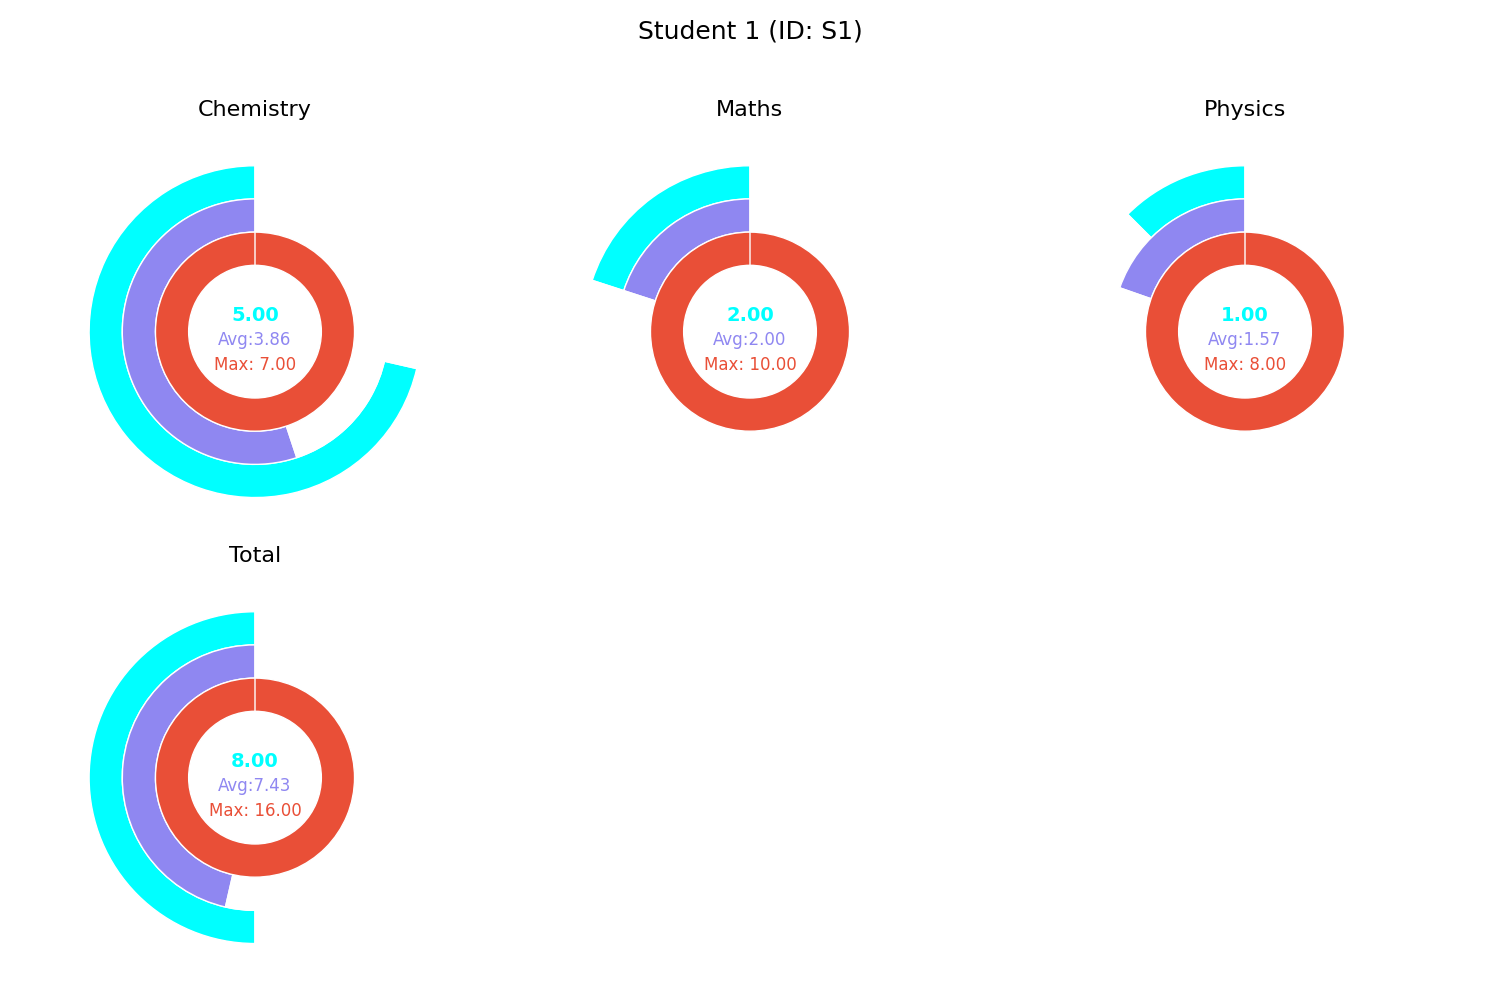 Student 1 (ID: S1)
Chemistry
5.00
Avg:3.86
Max: 7.00
Maths
2.00
Avg:2.00
Max: 10.00
Physics
1.00
Avg:1.57
Max: 8.00
Total
8.00
Avg:7.43
Max: 16.00